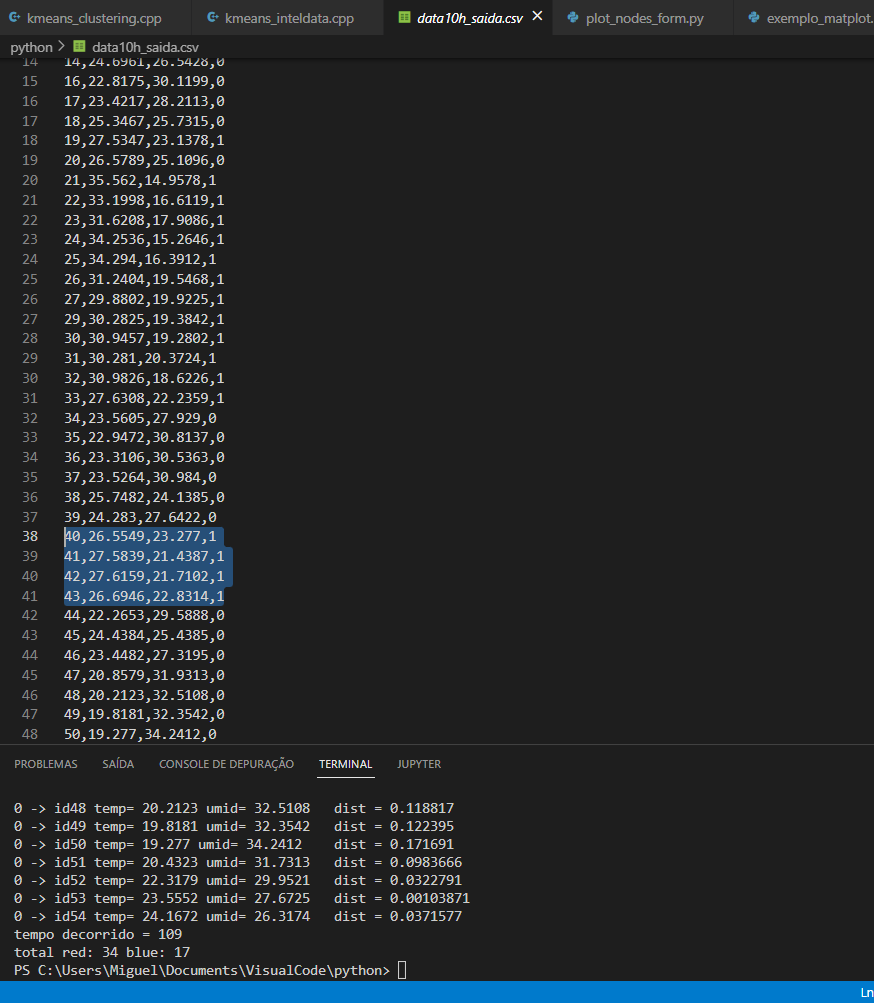 kmeans_clustering.cpp kmeans_inteldata.cpp data10h_saida.csv plot_nodes_form.py exemplo_matplot.
python > data10h_saida.csv
14 14,24.6961,26.5428,0
15 16,22.8175,30.1199,0
16 17,23.4217,28.2113,0
17 18,25.3467,25.7315,0
18 19,27.5347,23.1378,1
19 20,26.5789,25.1096,0
20 21,35.562,14.9578,1
21 22,33.1998,16.6119,1
22 23,31.6208,17.9086,1
23 24,34.2536,15.2646,1
24 25,34.294,16.3912,1
25 26,31.2404,19.5468,1
26 27,29.8802,19.9225,1
27 29,30.2825,19.3842,1
28 30,30.9457,19.2802,1
29 31,30.281,20.3724,1
30 32,30.9826,18.6226,1
31 33,27.6308,22.2359,1
32 34,23.5605,27.929,0
33 35,22.9472,30.8137,0
34 36,23.3106,30.5363,0
35 37,23.5264,30.984,0
36 38,25.7482,24.1385,0
37 39,24.283,27.6422,0
38 40,26.5549,23.277,1
39 41,27.5839,21.4387,1
40 42,27.6159,21.7102,1
41 43,26.6946,22.8314,1
42 44,22.2653,29.5888,0
43 45,24.4384,25.4385,0
44 46,23.4482,27.3195,0
45 47,20.8579,31.9313,0
46 48,20.2123,32.5108,0
47 49,19.8181,32.3542,0
48 50,19.277,34.2412,0
PROBLEMAS SAÍDA CONSOLE DE DEPURAÇÃO TERMINAL JUPYTER
0 -> id48 temp= 20.2123 umid= 32.5108 dist = 0.118817
0 -> id49 temp= 19.8181 umid= 32.3542 dist = 0.122395
0 -> id50 temp= 19.277 umid= 34.2412 dist = 0.171691
0 -> id51 temp= 20.4323 umid= 31.7313 dist = 0.0983666
0 -> id52 temp= 22.3179 umid= 29.9521 dist = 0.0322791
0 -> id53 temp= 23.5552 umid= 27.6725 dist = 0.00103871
0 -> id54 temp= 24.1672 umid= 26.3174 dist = 0.0371577
tempo decorrido = 109
total red: 34 blue: 17
PS C:\Users\Miguel\Documents\VisualCode\python>
Ln